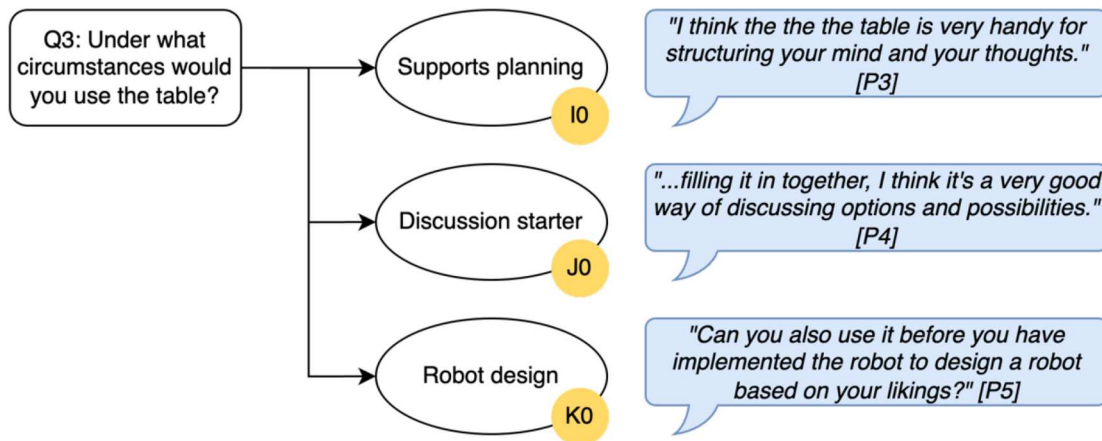 Q3: Under what
circumstances would
you use the table?
Supports planning
I0
"I think the the the table is very handy for
structuring your mind and your thoughts."
[P3]
Discussion starter
J0
"...filling it in together, I think it's a very good
way of discussing options and possibilities."
[P4]
Robot design
K0
"Can you also use it before you have
implemented the robot to design a robot
based on your likings?" [P5]